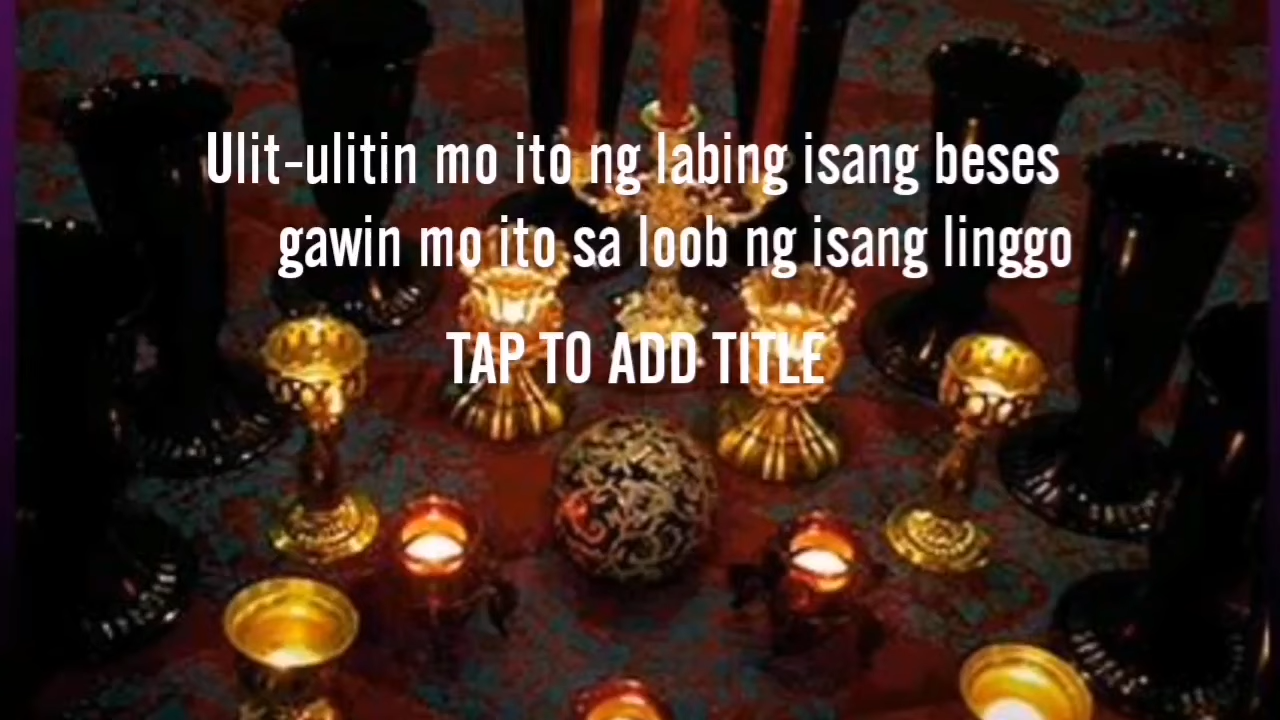 Ulit-ulitin mo ito ng labing isang beses
gawin mo ito sa loob ng isang linggo
TAP TO ADD TITLE